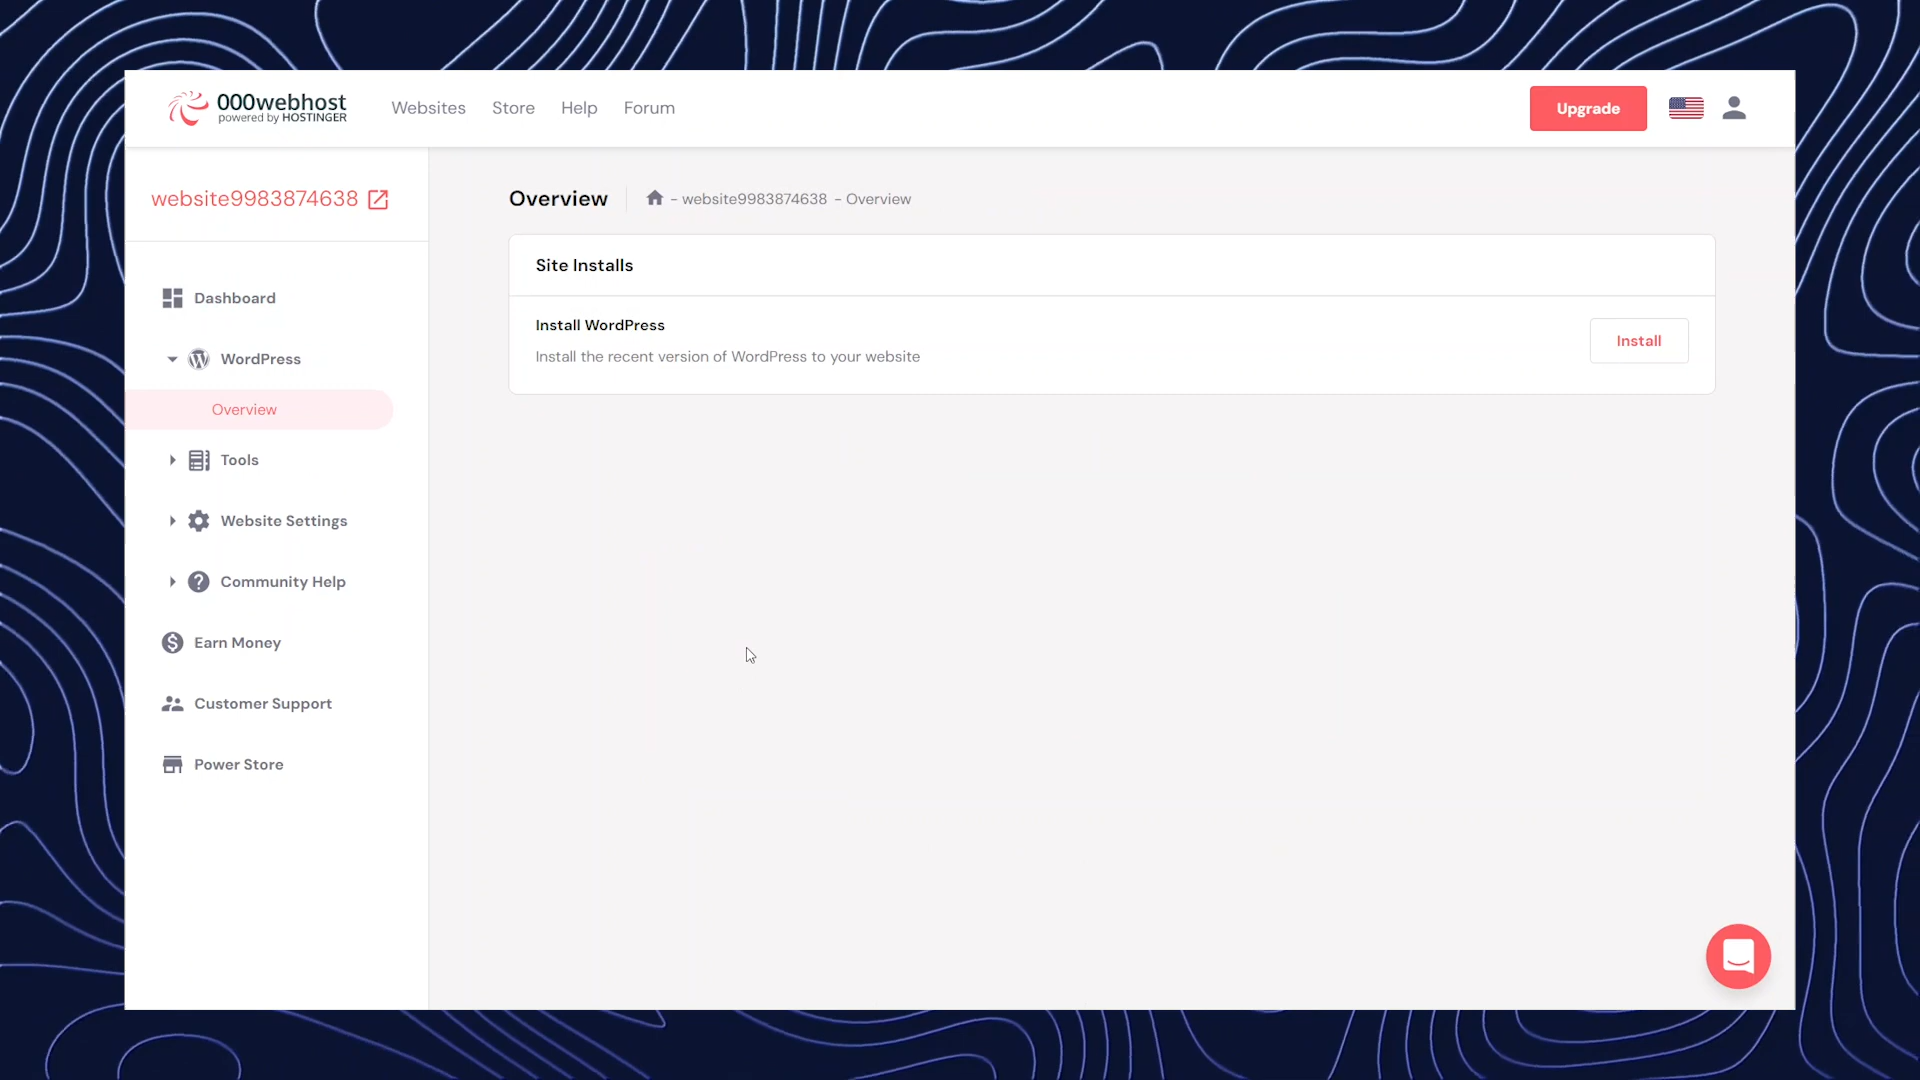 000webhost
powered by HOSTINGER
Websites
Store
Help
Forum
Upgrade
website9983874638
Overview
- website9983874638 - Overview
Site Installs
Install WordPress
Install the recent version of WordPress to your website
Install
Dashboard
WordPress
Overview
Tools
Website Settings
Community Help
Earn Money
Customer Support
Power Store